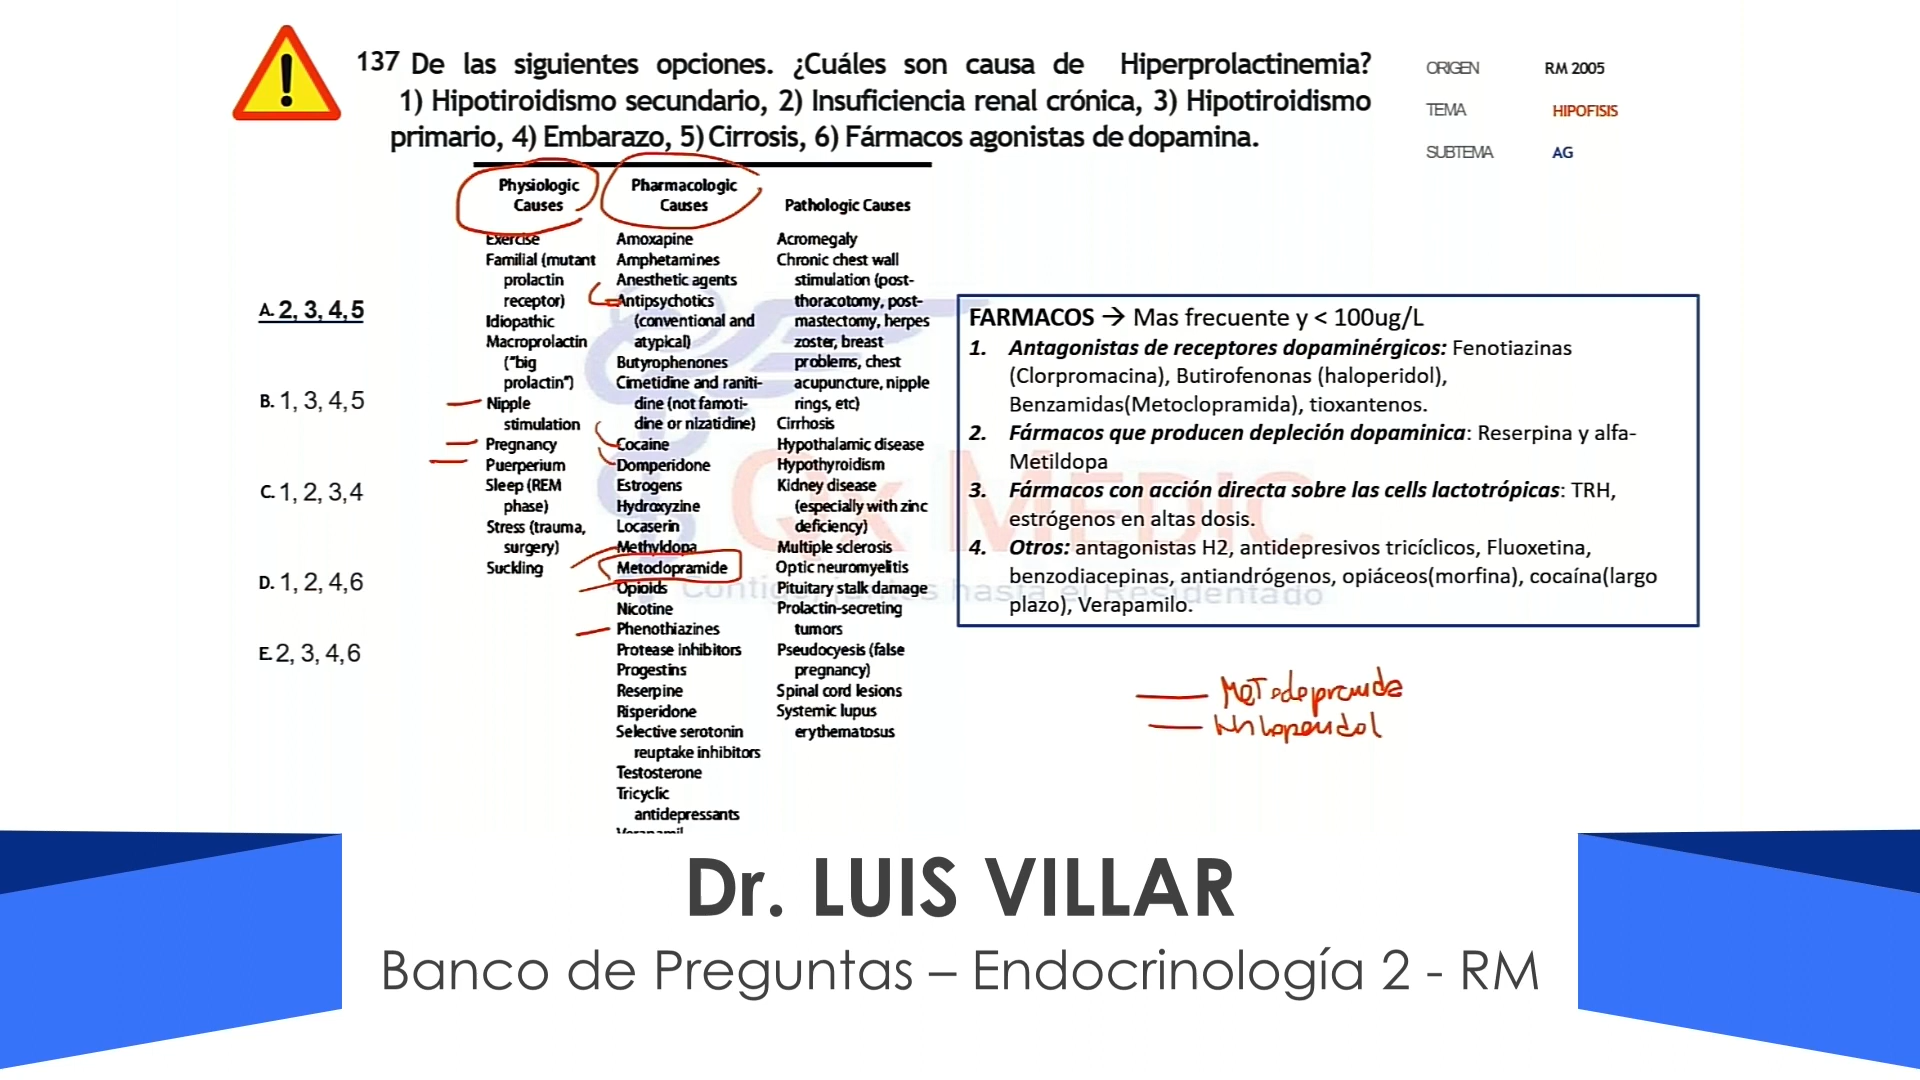 137 De las siguientes opciones. ¿Cuáles son causa de Hiperprolactinemia?
1) Hipotiroidismo secundario, 2) Insuficiencia renal crónica, 3) Hipotiroidismo
primario, 4) Embarazo, 5) Cirrosis, 6) Fármacos agonistas de dopamina.
ORIGEN RM 2005
TEMA HIPOFISIS
SUBTEMA AG
A. 2, 3, 4, 5
B. 1, 3, 4, 5
C. 1, 2, 3, 4
D. 1, 2, 4, 6
E. 2, 3, 4, 6
Physiologic
Causes
Exercise
Familial (mutant
prolactin
receptor)
Idiopathic
Macroprolactin
("big
prolactin")
Nipple
stimulation
Pregnancy
Puerperium
Sleep (REM
phase)
Stress (trauma,
surgery)
Suckling
Pharmacologic
Causes
Amoxapine
Amphetamines
Anesthetic agents
Antipsychotics
(conventional and
atypical)
Butyrophenones
Cimetidine and raniti-
dine (not famoti-
dine or nizatidine)
Cocaine
Domperidone
Estrogens
Hydroxyzine
Locaserin
Methyldopa
Metoclopramide
Opioids
Nicotine
Phenothiazines
Protease inhibitors
Progestins
Reserpine
Risperidone
Selective serotonin
reuptake inhibitors
Testosterone
Tricyclic
antidepressants
Verapamil
Pathologic Causes
Acromegaly
Chronic chest wall
stimulation (post-
thoracotomy, post-
mastectomy, herpes
zoster, breast
problems, chest
acupuncture, nipple
rings, etc)
Cirrhosis
Hypothalamic disease
Hypothyroidism
Kidney disease
(especially with zinc
deficiency)
Multiple sclerosis
Optic neuromyelitis
Pituitary stalk damage
Prolactin-secreting
tumors
Pseudocyesis (false
pregnancy)
Spinal cord lesions
Systemic lupus
erythematosus
FARMACOS → Mas frecuente y < 100ug/L
1. Antagonistas de receptores dopaminérgicos: Fenotiazinas
(Clorpromacina), Butirofenonas (haloperidol),
Benzamidas(Metoclopramida), tioxantenos.
2. Fármacos que producen depleción dopaminica: Reserpina y alfa-
Metildopa
3. Fármacos con acción directa sobre las cells lactotrópicas: TRH,
estrógenos en altas dosis.
4. Otros: antagonistas H2, antidepresivos tricíclicos, Fluoxetina,
benzodiacepinas, antiandrógenos, opiáceos(morfina), cocaína(largo
plazo), Verapamilo.
QX MEDIC
hasta el Residentado
Dr. LUIS VILLAR
Banco de Preguntas – Endocrinología 2 - RM